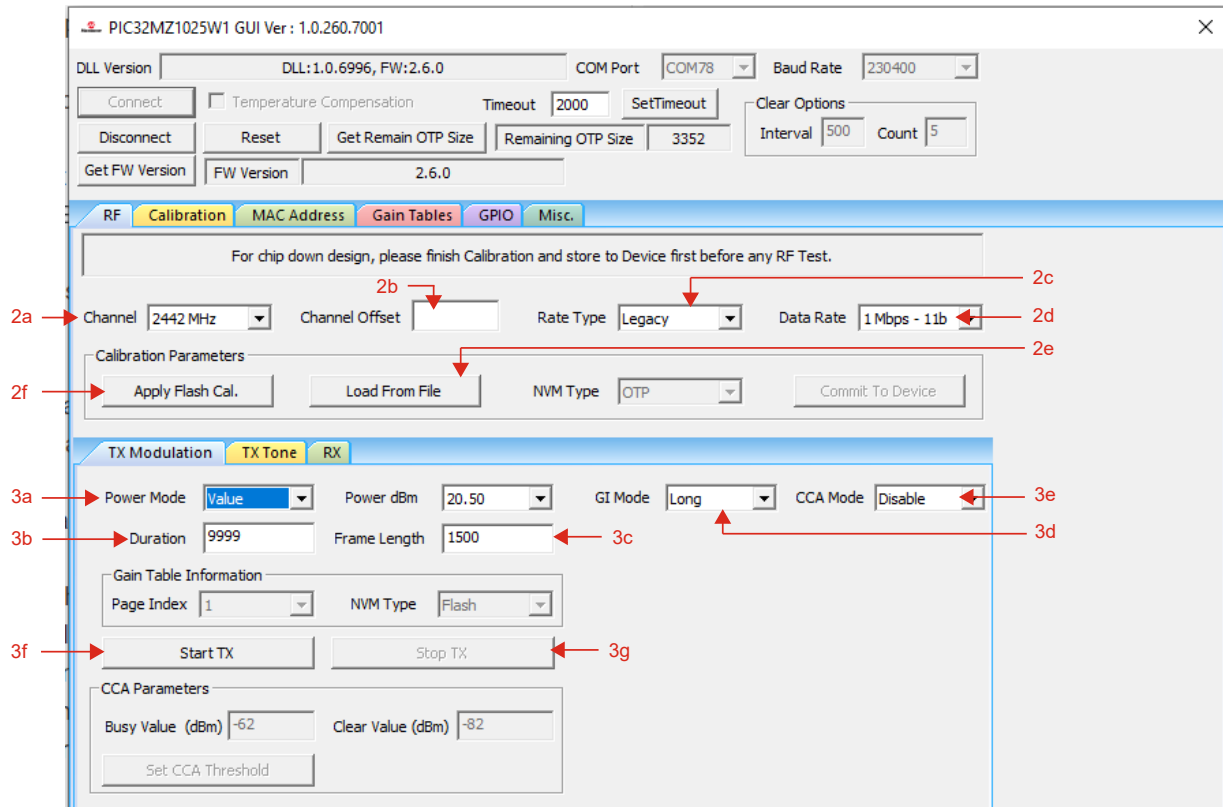 PIC32MZ1025W1 GUI Ver : 1.0.260.7001
DLL Version DLL:1.0.6996, FW:2.6.0 COM Port COM78 Baud Rate 230400
Connect Temperature Compensation Timeout 2000 SetTimeout Clear Options
Disconnect Reset Get Remain OTP Size Remaining OTP Size 3352 Interval 500 Count 5
Get FW Version FW Version 2.6.0
RF Calibration MAC Address Gain Tables GPIO Misc.
For chip down design, please finish Calibration and store to Device first before any RF Test.
2b 2c
2a Channel 2442 MHz Channel Offset Rate Type Legacy Data Rate 1 Mbps - 11b 2d
Calibration Parameters 2e
2f Apply Flash Cal. Load From File NVM Type OTP Commit To Device
TX Modulation TX Tone RX
3a Power Mode Value Power dBm 20.50 GI Mode Long CCA Mode Disable 3e
3b Duration 9999 Frame Length 1500 3c 3d
Gain Table Information
Page Index 1 NVM Type Flash
3f Start TX Stop TX 3g
CCA Parameters
Busy Value (dBm) -62 Clear Value (dBm) -82
Set CCA Threshold